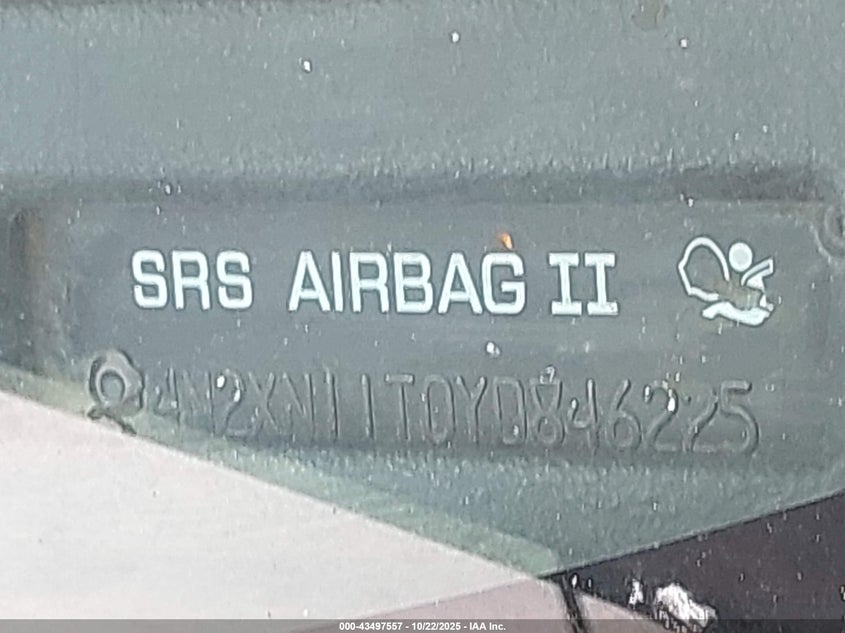 SRS AIRBAG II
4M2XN11T0YD846225
000-43497557 - 10/22/2025 - IAA Inc.